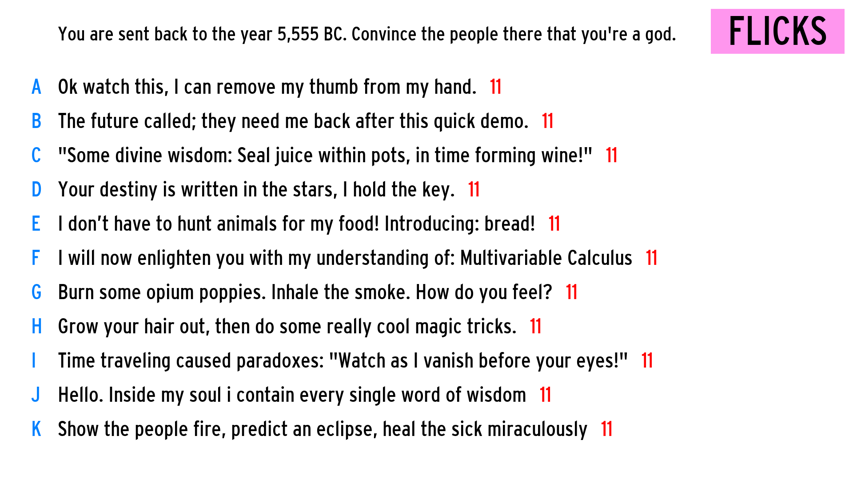 You are sent back to the year 5,555 BC. Convince the people there that you're a god.
FLICKS
A Ok watch this, I can remove my thumb from my hand. 11
B The future called; they need me back after this quick demo. 11
C "Some divine wisdom: Seal juice within pots, in time forming wine!" 11
D Your destiny is written in the stars, I hold the key. 11
E I don’t have to hunt animals for my food! Introducing: bread! 11
F I will now enlighten you with my understanding of: Multivariable Calculus 11
G Burn some opium poppies. Inhale the smoke. How do you feel? 11
H Grow your hair out, then do some really cool magic tricks. 11
I Time traveling caused paradoxes: "Watch as I vanish before your eyes!" 11
J Hello. Inside my soul i contain every single word of wisdom 11
K Show the people fire, predict an eclipse, heal the sick miraculously 11